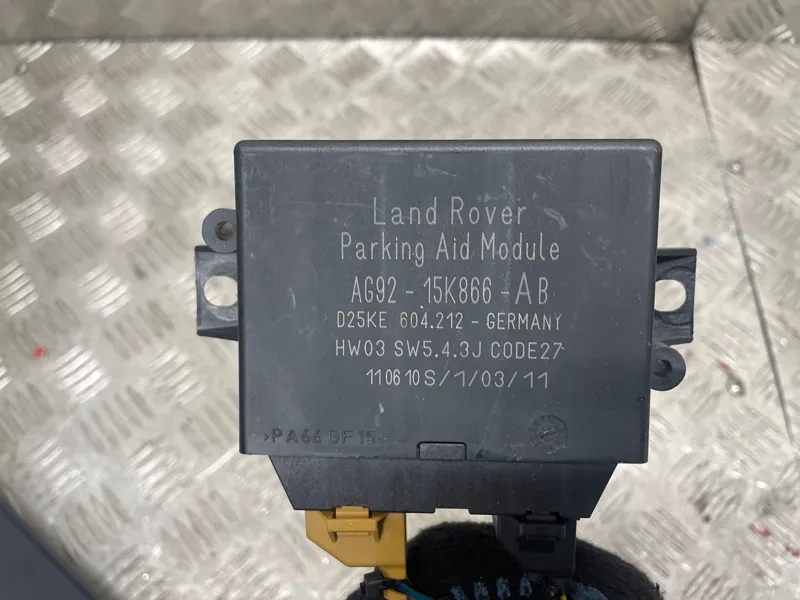 Land Rover
Parking Aid Module
AG92 - 15K866 - AB
D25KE 604.212 - GERMANY
HW03 SW5.4.3J CODE27
110610S/1/03/11
>PA66 GF15<